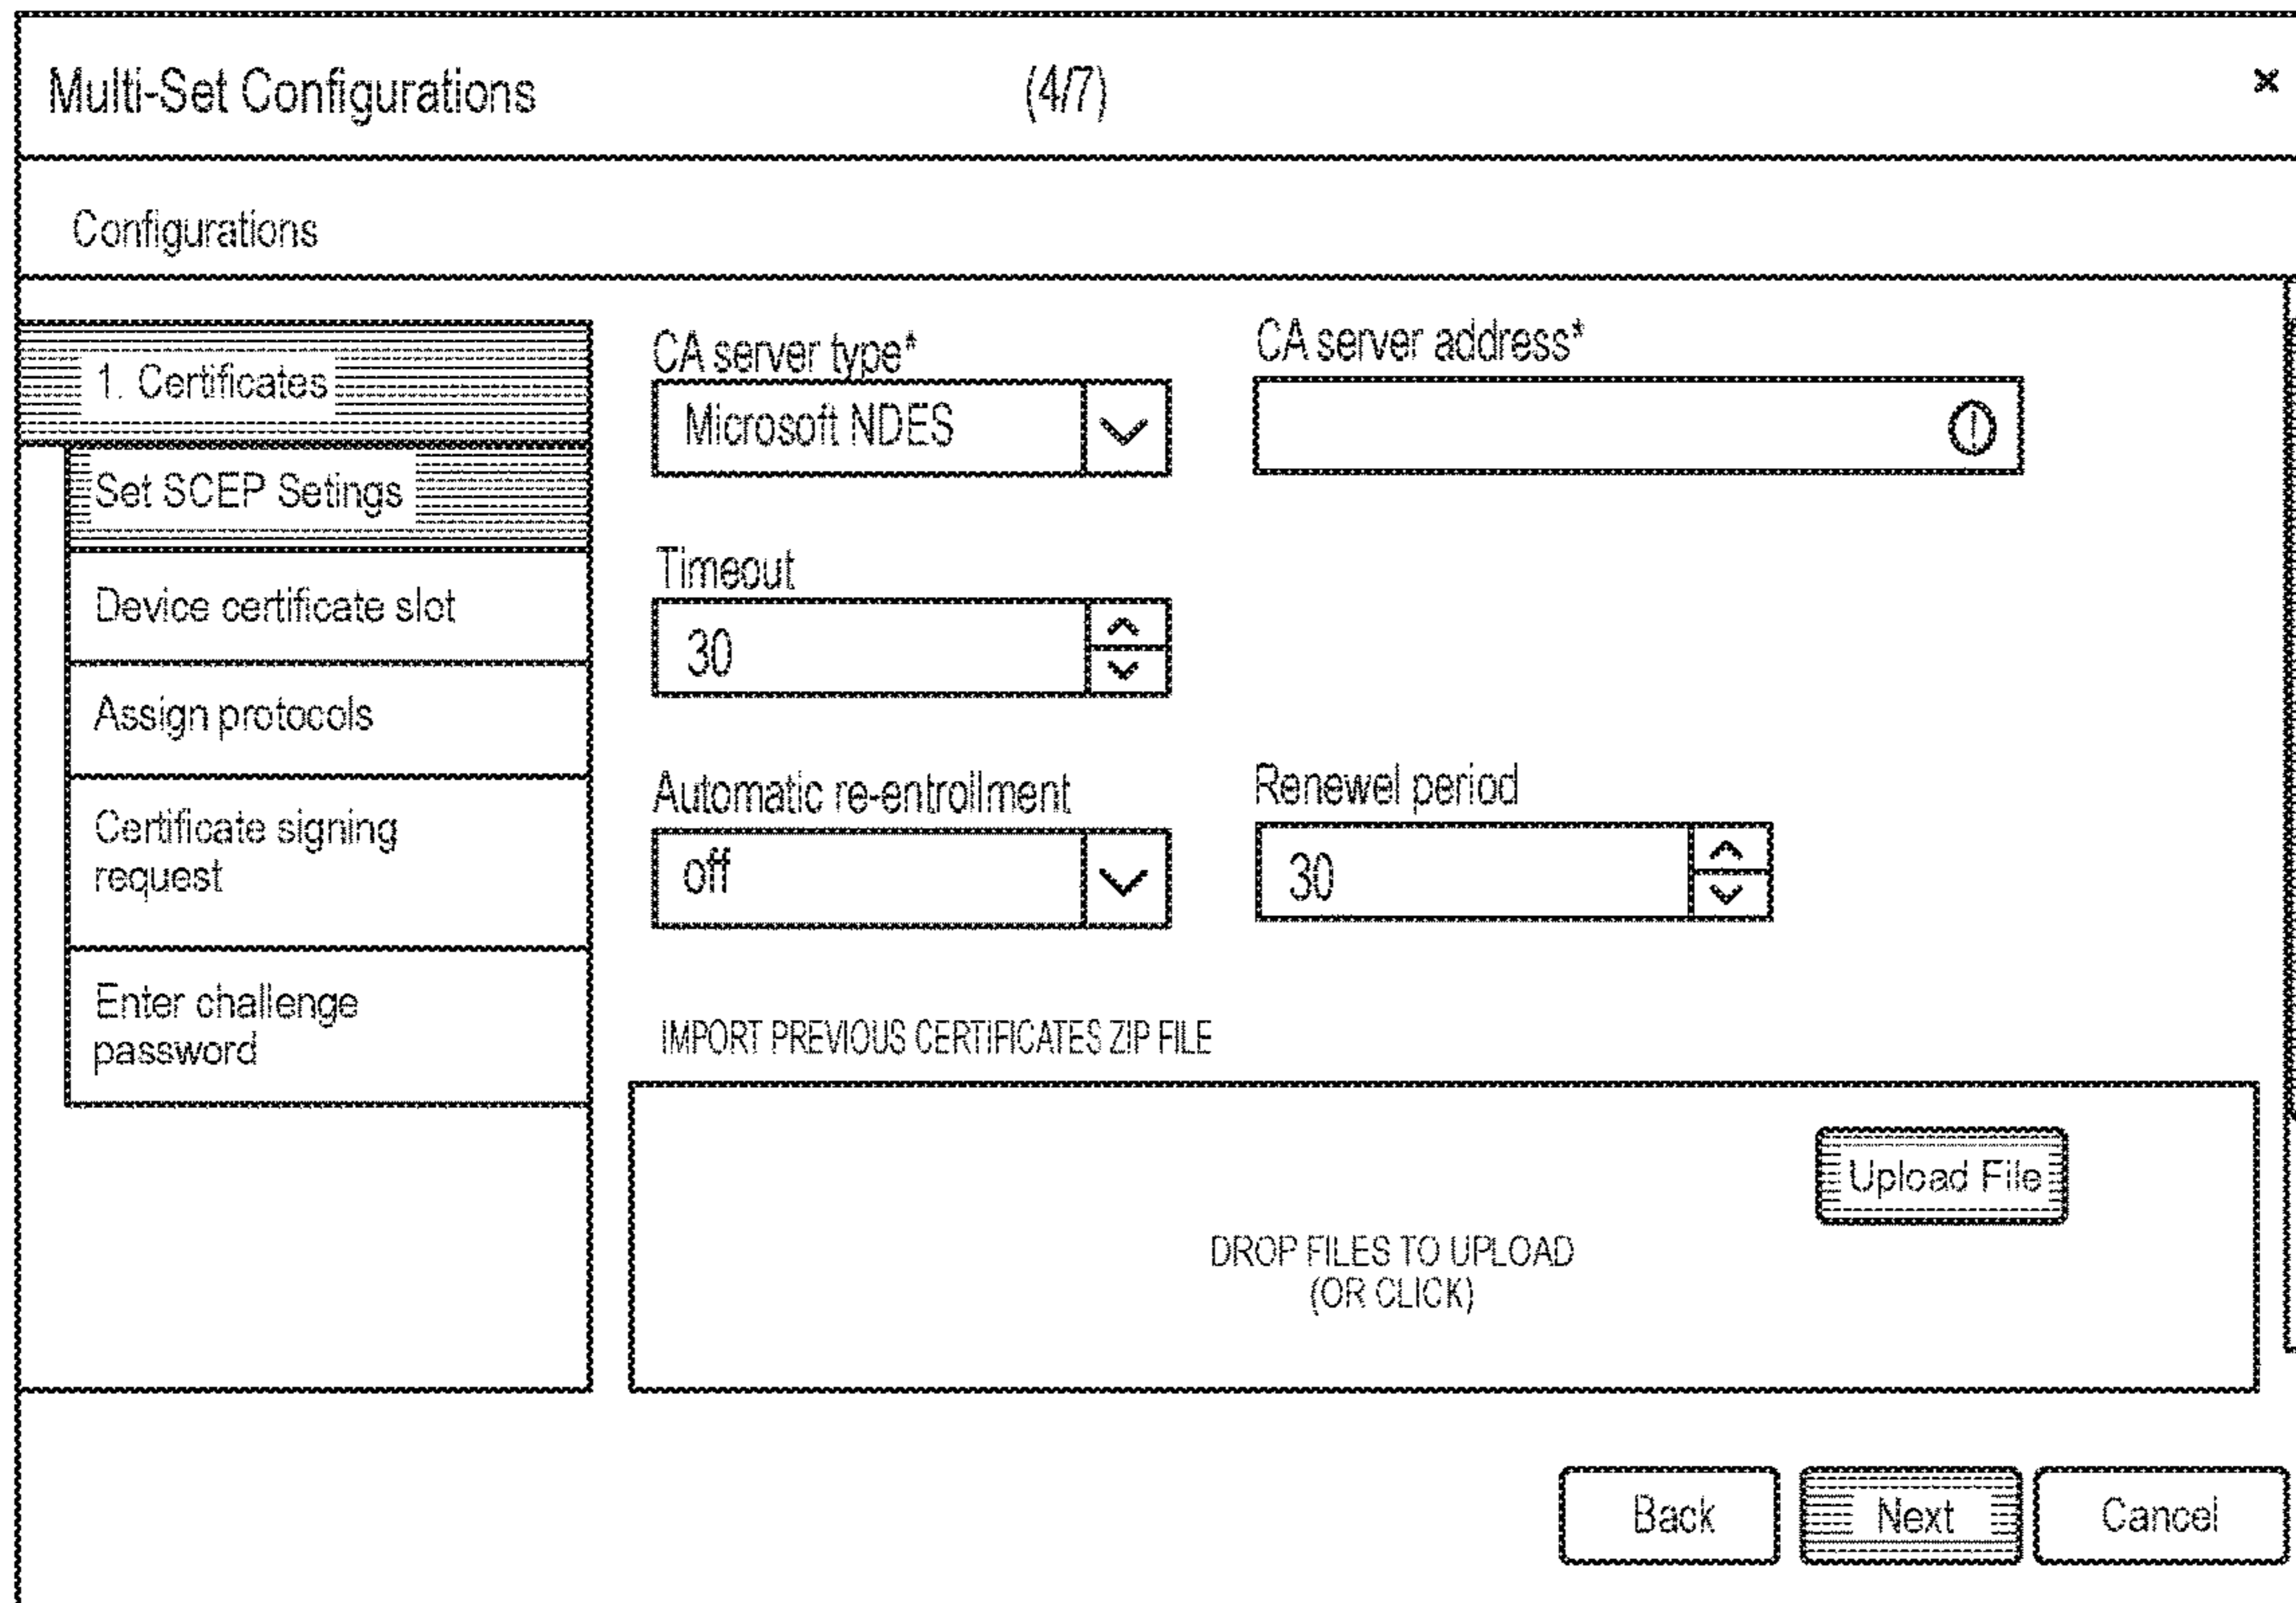 Multi-Set Configurations (4/7) ×
Configurations
1. Certificates
Set SCEP Setings
Device certificate slot
Assign protocols
Certificate signing
request
Enter challenge
password
CA server type*
Microsoft NDES
CA server address*
Timeout
30
Automatic re-entrollment
off
Renewel period
30
IMPORT PREVIOUS CERTIFICATES ZIP FILE
Upload File
DROP FILES TO UPLOAD
(OR CLICK)
Back Next Cancel